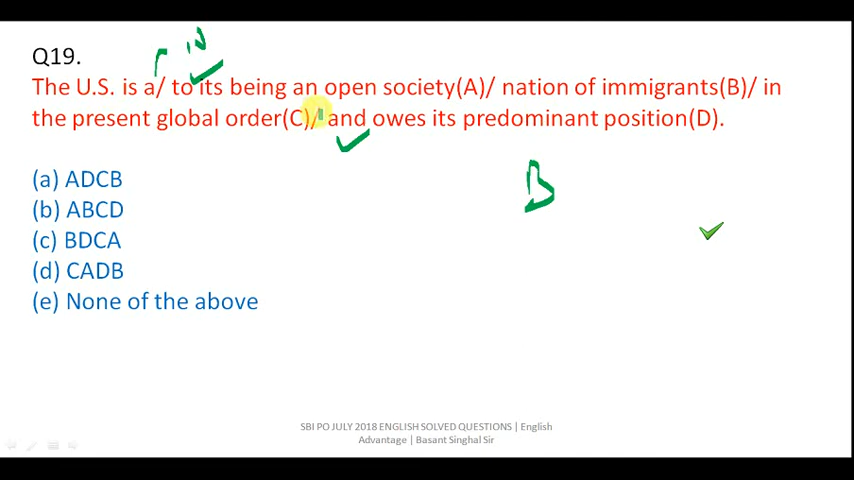 Q19.
The U.S. is a/ to its being an open society(A)/ nation of immigrants(B)/ in
the present global order(C)/ and owes its predominant position(D).
B
(a) ADCB
(b) ABCD
(c) BDCA
(d) CADB
(e) None of the above
SBI PO JULY 2018 ENGLISH SOLVED QUESTIONS | English
Advantage | Basant Singhal Sir